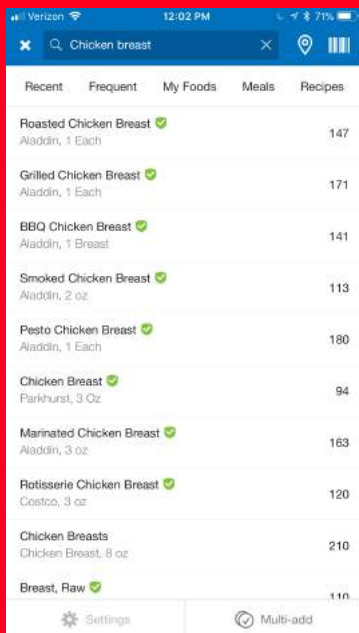 Verizon 12:02 PM 71%
Chicken breast
Recent Frequent My Foods Meals Recipes
Roasted Chicken Breast
Aladdin, 1 Each
147
Grilled Chicken Breast
Aladdin, 1 Each
171
BBQ Chicken Breast
Aladdin, 1 Breast
141
Smoked Chicken Breast
Aladdin, 2 oz
113
Pesto Chicken Breast
Aladdin, 1 Each
180
Chicken Breast
Parkhurst, 3 Oz
94
Marinated Chicken Breast
Aladdin, 3 oz
163
Rotisserie Chicken Breast
Costco, 3 oz
120
Chicken Breasts
Chicken Breast, 8 oz
210
Breast, Raw
110
Settings Multi-add